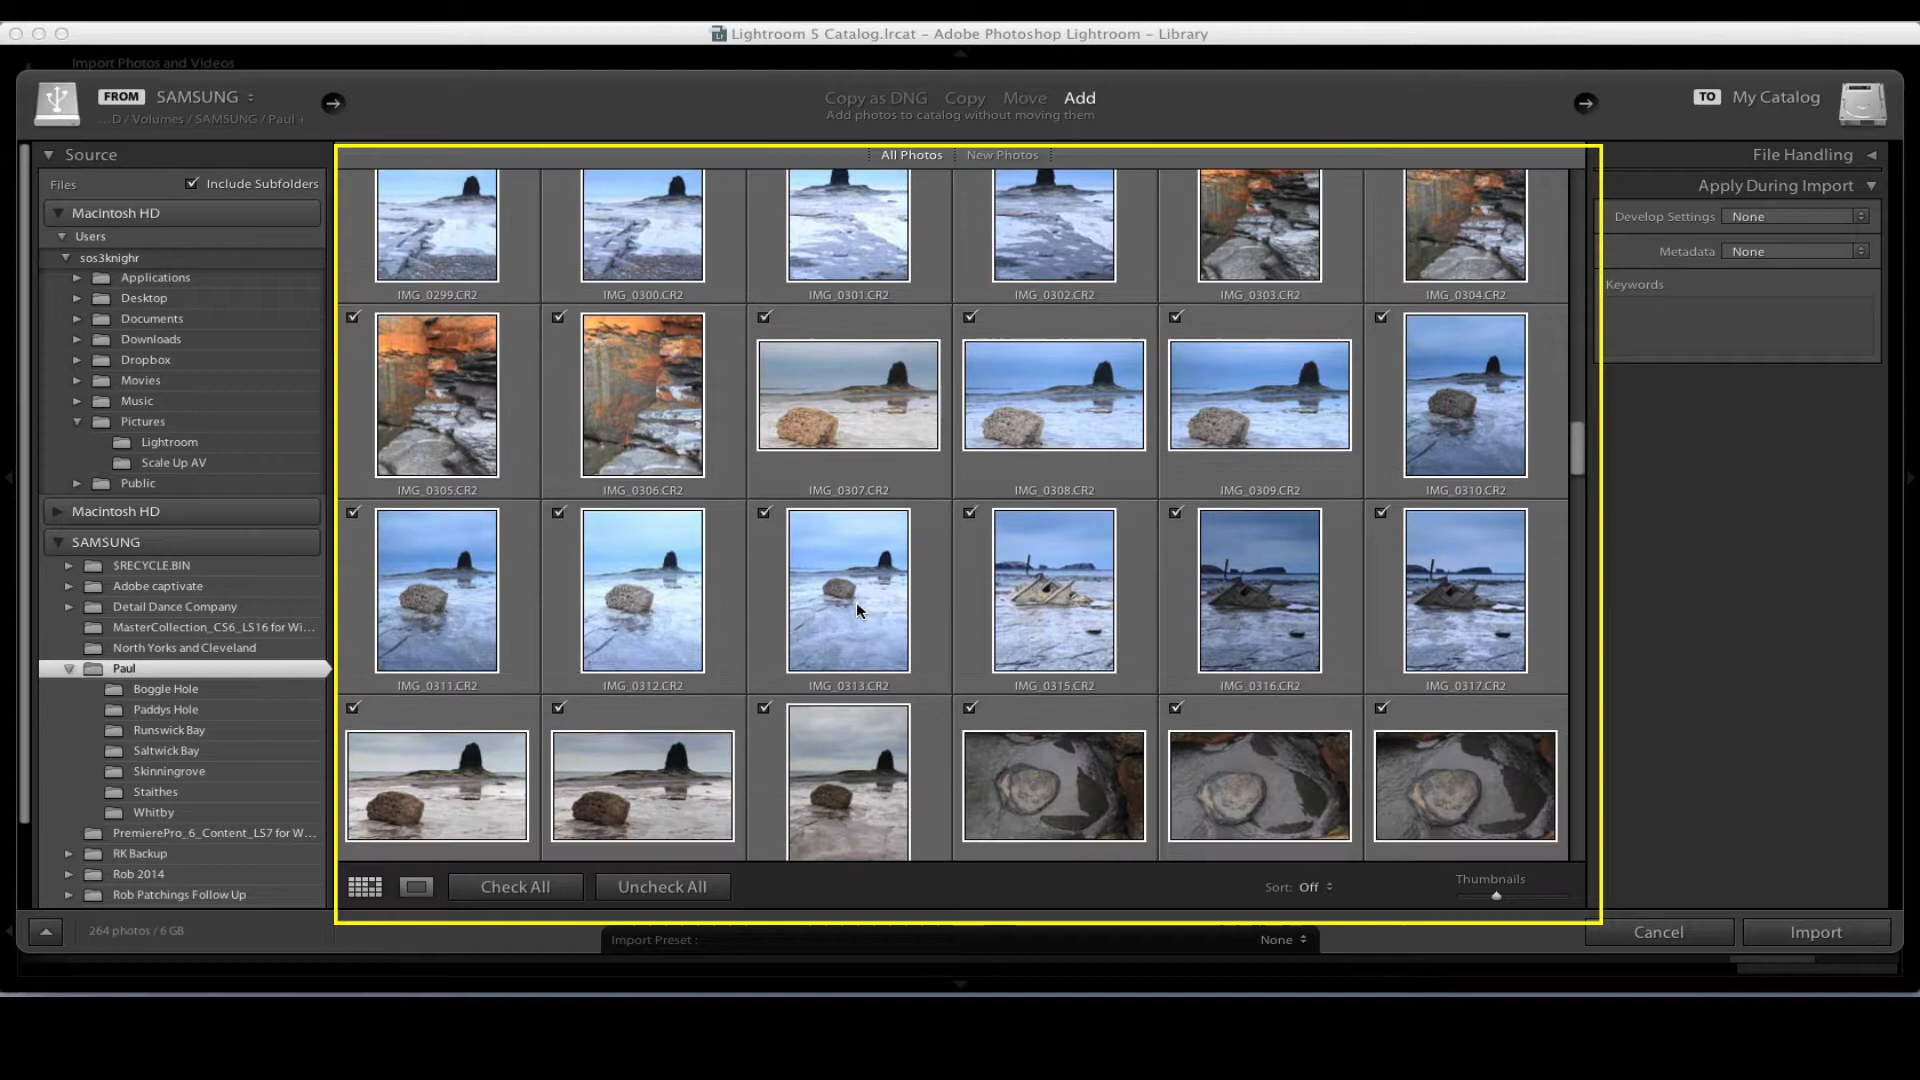 Lightroom 5 Catalog.lrcat – Adobe Photoshop Lightroom – Library
Import Photos and Videos
FROM SAMSUNG
...D / Volumes / SAMSUNG / Paul +
Copy as DNG Copy Move Add
Add photos to catalog without moving them
TO My Catalog
Source
All Photos New Photos
File Handling
Files Include Subfolders
Apply During Import
Macintosh HD
Develop Settings None
Users
Metadata None
sos3knighr
Keywords
Applications
Desktop
Documents
Downloads
Dropbox
Movies
Music
Pictures
Lightroom
Scale Up AV
Public
Macintosh HD
SAMSUNG
$RECYCLE.BIN
Adobe captivate
Detail Dance Company
MasterCollection_CS6_LS16 for Wi...
North Yorks and Cleveland
Paul
Boggle Hole
Paddys Hole
Runswick Bay
Saltwick Bay
Skinningrove
Staithes
Whitby
PremierePro_6_Content_LS7 for W...
RK Backup
Rob 2014
Rob Patchings Follow Up
IMG_0299.CR2 IMG_0300.CR2 IMG_0301.CR2 IMG_0302.CR2 IMG_0303.CR2 IMG_0304.CR2
IMG_0305.CR2 IMG_0306.CR2 IMG_0307.CR2 IMG_0308.CR2 IMG_0309.CR2 IMG_0310.CR2
IMG_0311.CR2 IMG_0312.CR2 IMG_0313.CR2 IMG_0315.CR2 IMG_0316.CR2 IMG_0317.CR2
Check All Uncheck All Sort: Off Thumbnails
264 photos / 6 GB
Import Preset : None
Cancel Import